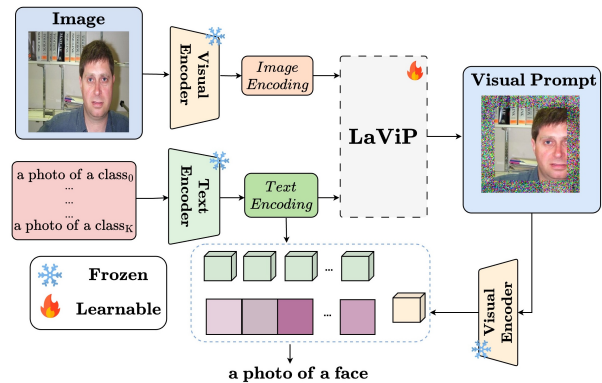 Image
Visual
Encoder
Image
Encoding
LaViP
Visual Prompt
a photo of a class₀
...
...
a photo of a class_K
Text
Encoder
Text
Encoding
...
...
Frozen
Learnable
Visual
Encoder
a photo of a face